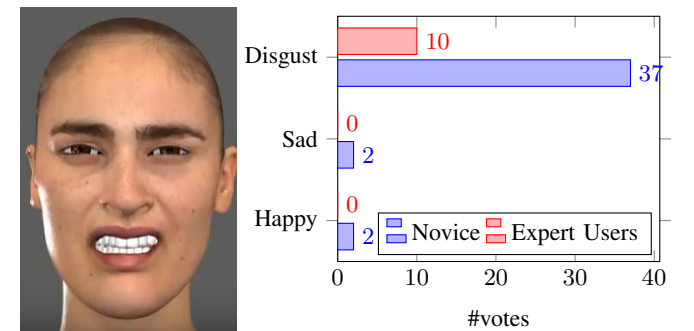 Disgust
10
37
Sad
0
2
Happy
0
2
Novice
Expert Users
0 10 20 30 40
#votes